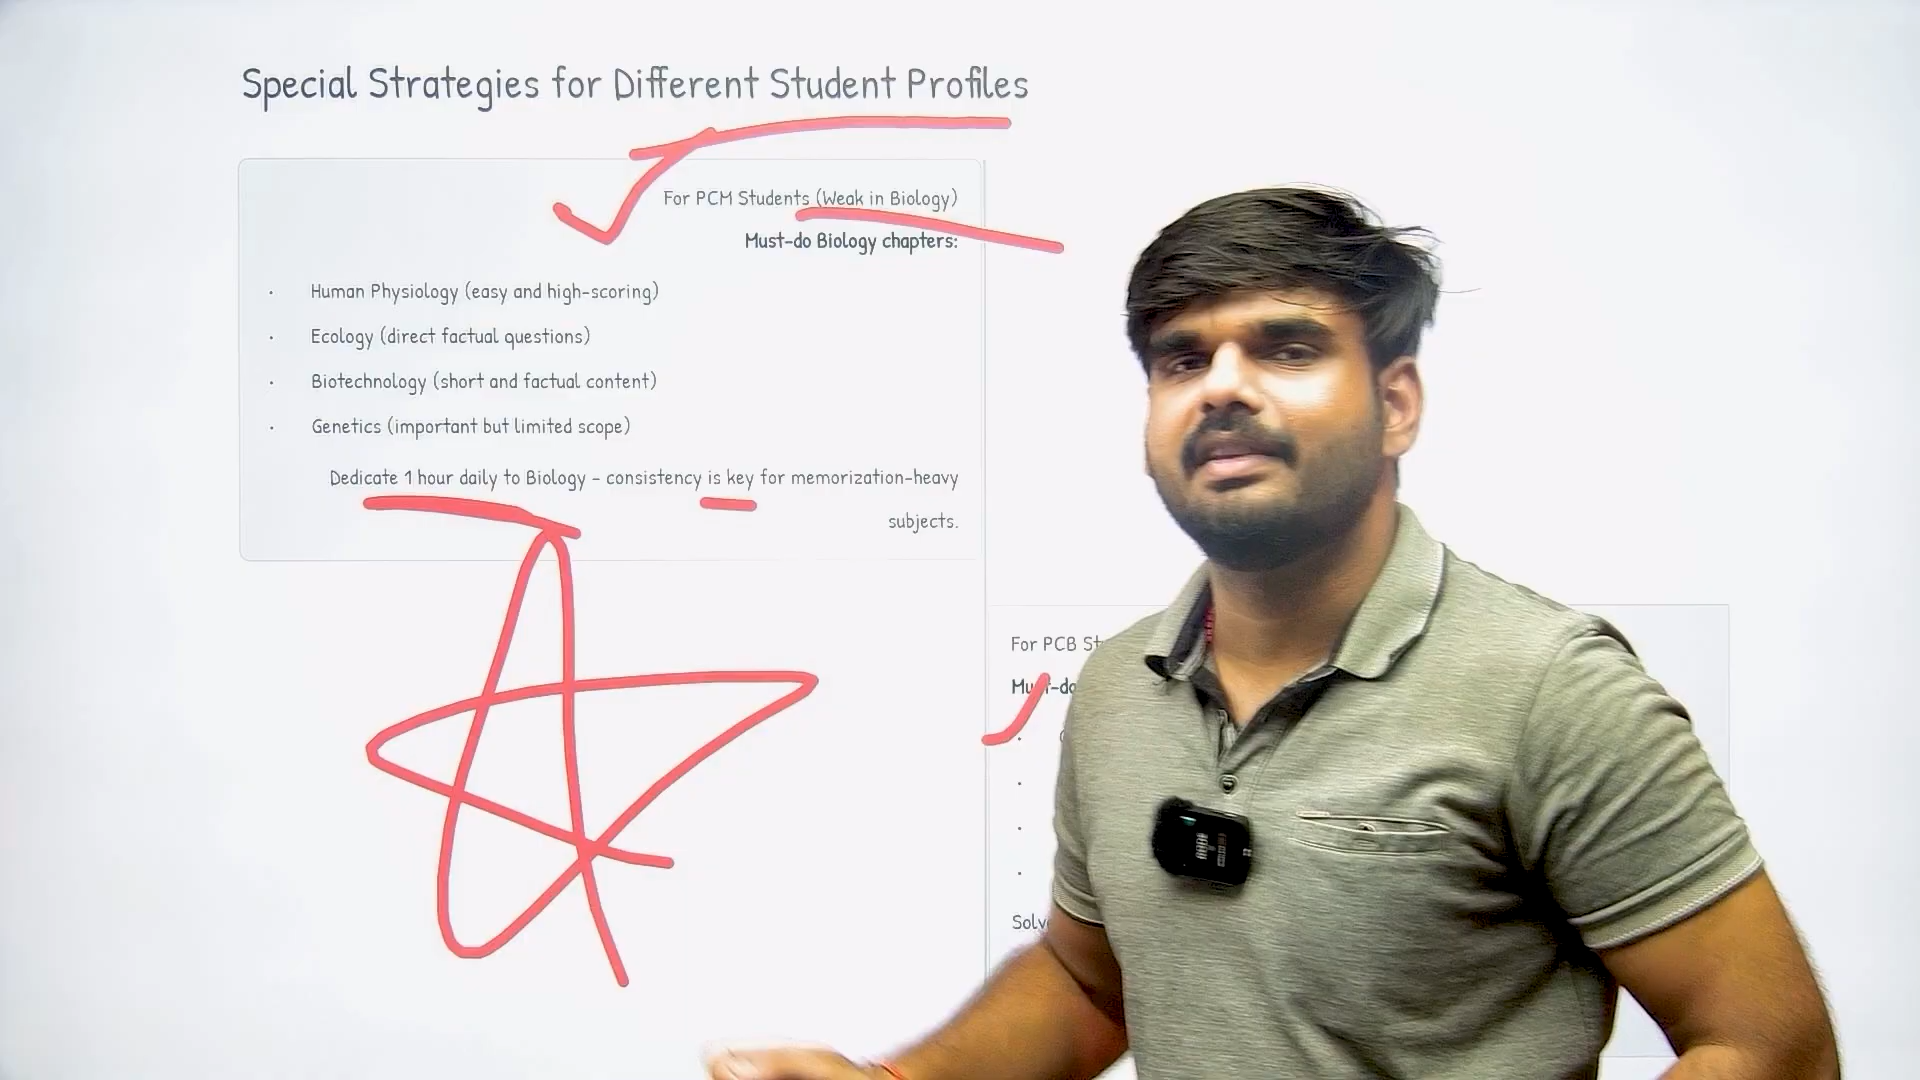 Special Strategies for Different Student Profiles
For PCM Students (Weak in Biology)
Must-do Biology chapters:
· Human Physiology (easy and high-scoring)
· Ecology (direct factual questions)
· Biotechnology (short and factual content)
· Genetics (important but limited scope)
Dedicate 1 hour daily to Biology – consistency is key for memorization-heavy
subjects.
For PCB